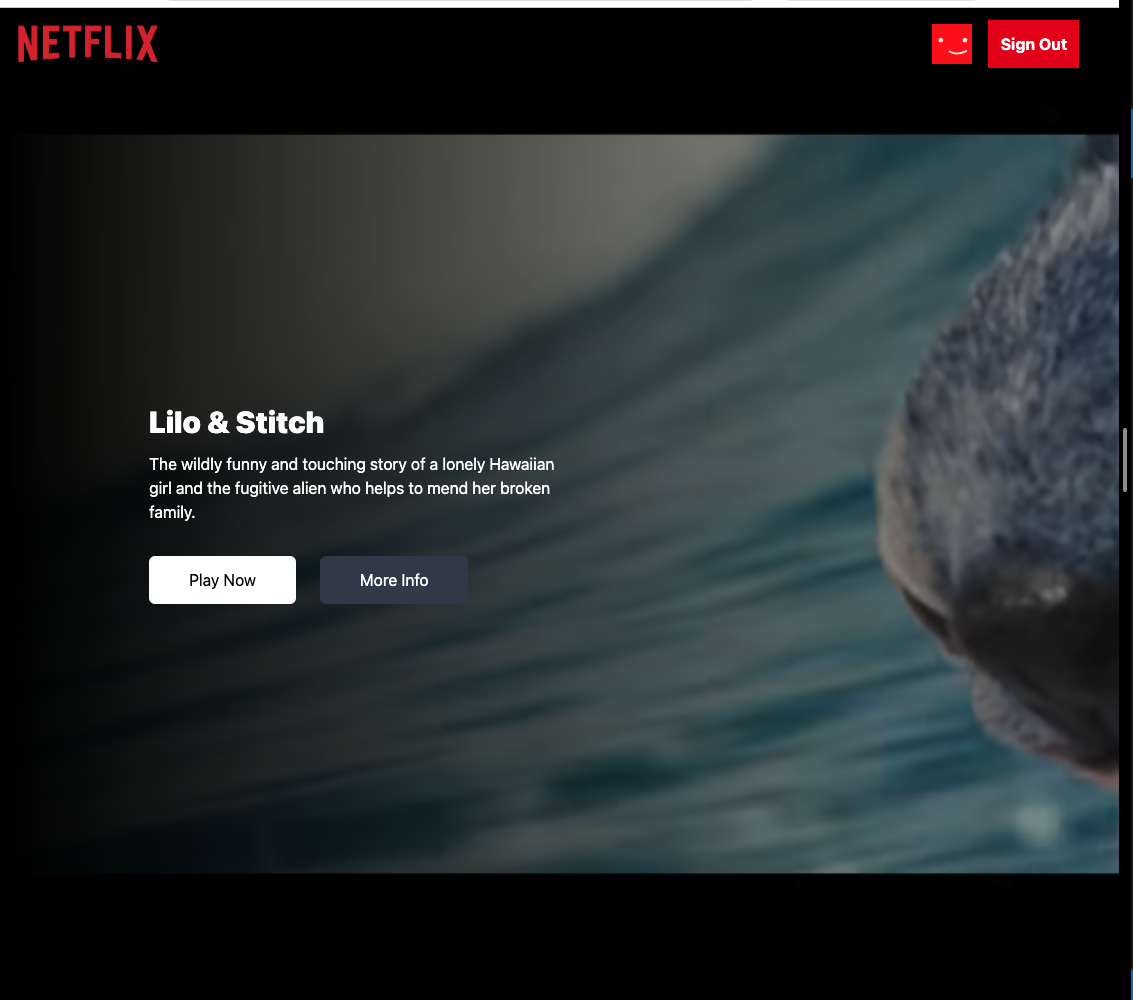 NETFLIX
Sign Out
Lilo & Stitch
The wildly funny and touching story of a lonely Hawaiian
girl and the fugitive alien who helps to mend her broken
family.
Play Now
More Info